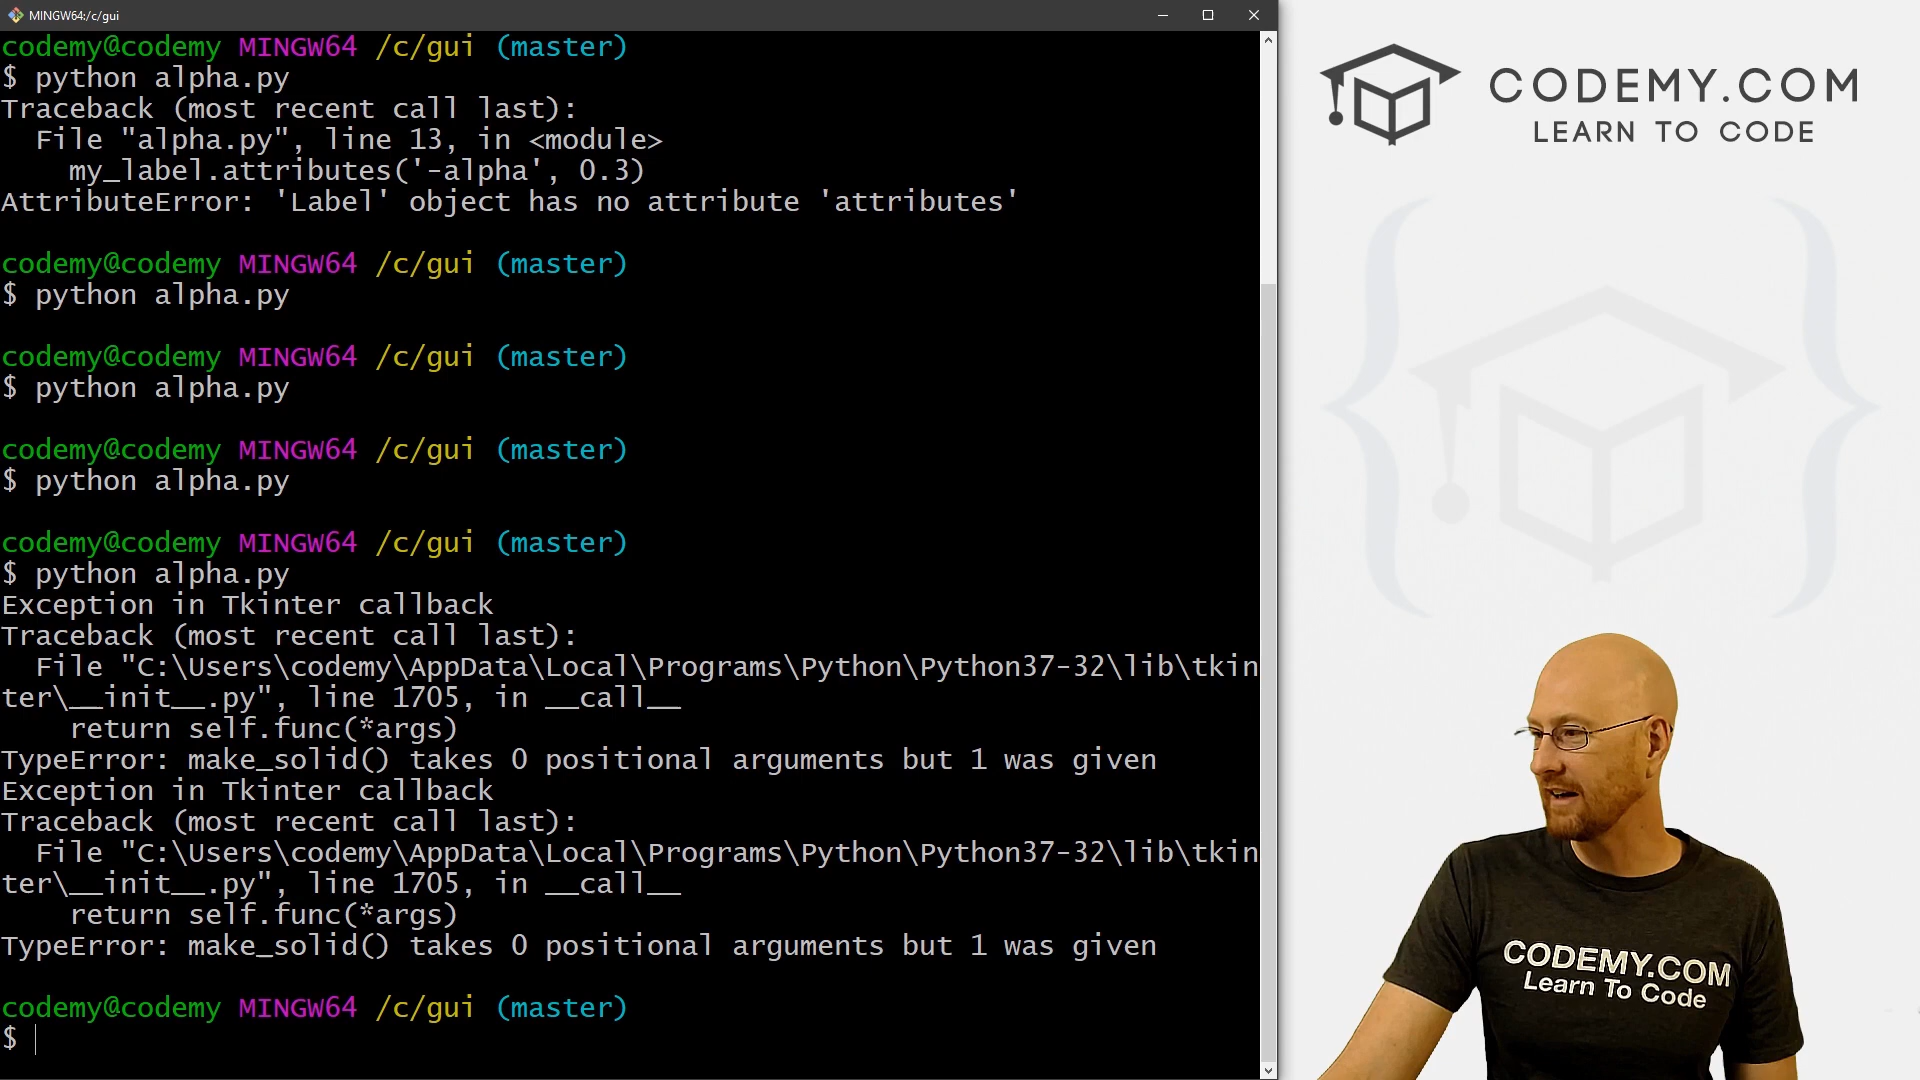 MINGW64:/c/gui
codemy@codemy MINGW64 /c/gui (master)
$ python alpha.py
Traceback (most recent call last):
  File "alpha.py", line 13, in <module>
    my_label.attributes('-alpha', 0.3)
AttributeError: 'Label' object has no attribute 'attributes'
codemy@codemy MINGW64 /c/gui (master)
$ python alpha.py
codemy@codemy MINGW64 /c/gui (master)
$ python alpha.py
codemy@codemy MINGW64 /c/gui (master)
$ python alpha.py
codemy@codemy MINGW64 /c/gui (master)
$ python alpha.py
Exception in Tkinter callback
Traceback (most recent call last):
  File "C:\Users\codemy\AppData\Local\Programs\Python\Python37-32\lib\tkin
ter\__init__.py", line 1705, in __call__
    return self.func(*args)
TypeError: make_solid() takes 0 positional arguments but 1 was given
Exception in Tkinter callback
Traceback (most recent call last):
  File "C:\Users\codemy\AppData\Local\Programs\Python\Python37-32\lib\tkin
ter\__init__.py", line 1705, in __call__
    return self.func(*args)
TypeError: make_solid() takes 0 positional arguments but 1 was given
codemy@codemy MINGW64 /c/gui (master)
$
CODEMY.COM
LEARN TO CODE
CODEMY.COM
Learn To Code